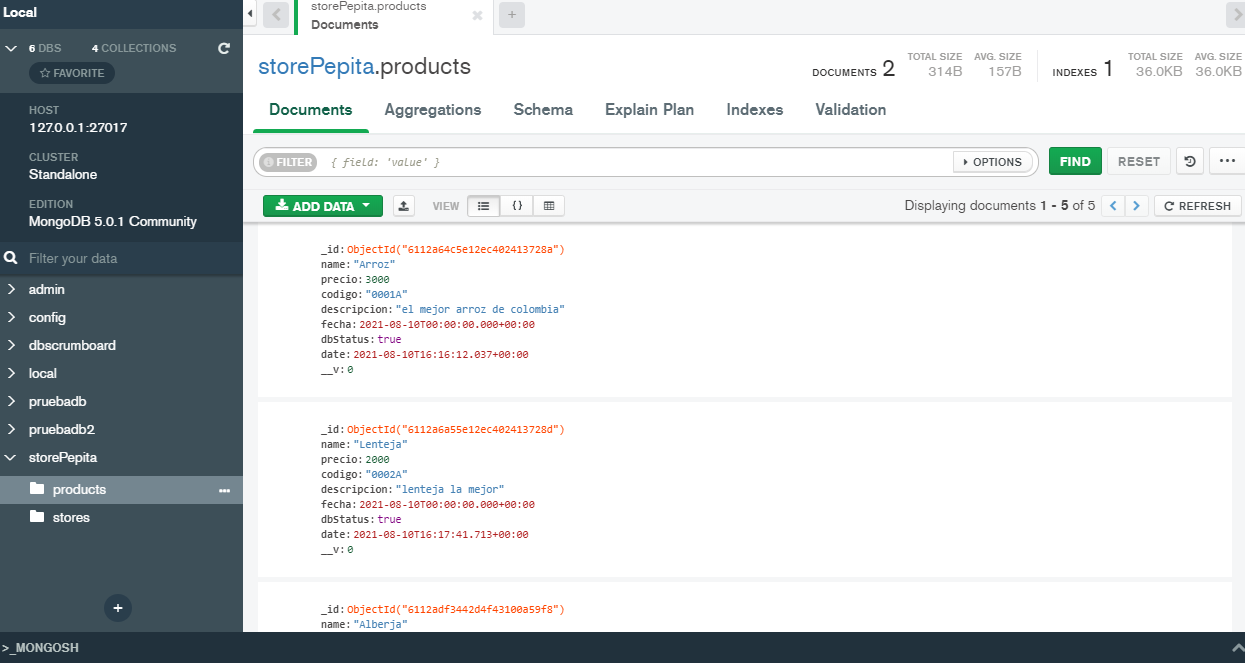 Local
6 DBS 4 COLLECTIONS
FAVORITE
HOST
127.0.0.1:27017
CLUSTER
Standalone
EDITION
MongoDB 5.0.1 Community
Filter your data
admin
config
dbscrumboard
local
pruebadb
pruebadb2
storePepita
products
stores
>_MONGOSH
storePepita.products
Documents
storePepita.products
DOCUMENTS 2 TOTAL SIZE 314B AVG. SIZE 157B INDEXES 1 TOTAL SIZE 36.0KB AVG. SIZE 36.0KB
Documents Aggregations Schema Explain Plan Indexes Validation
FILTER { field: 'value' } OPTIONS FIND RESET
ADD DATA VIEW {} Displaying documents 1 - 5 of 5 REFRESH
_id: ObjectId("6112a64c5e12ec402413728a")
name: "Arroz"
precio: 3000
codigo: "0001A"
descripcion: "el mejor arroz de colombia"
fecha: 2021-08-10T00:00:00.000+00:00
dbStatus: true
date: 2021-08-10T16:16:12.037+00:00
__v: 0
_id: ObjectId("6112a6a55e12ec402413728d")
name: "Lenteja"
precio: 2000
codigo: "0002A"
descripcion: "lenteja la mejor"
fecha: 2021-08-10T00:00:00.000+00:00
dbStatus: true
date: 2021-08-10T16:17:41.713+00:00
__v: 0
_id: ObjectId("6112adf3442d4f43100a59f8")
name: "Alberja"